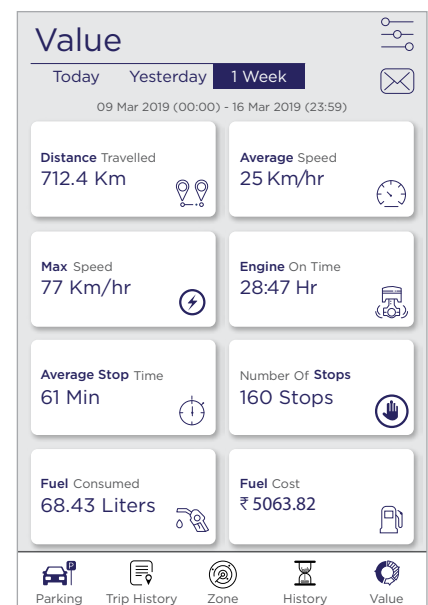 Value
Today Yesterday 1 Week
09 Mar 2019 (00:00) - 16 Mar 2019 (23:59)
Distance Travelled
712.4 Km
Average Speed
25 Km/hr
Max Speed
77 Km/hr
Engine On Time
28:47 Hr
Average Stop Time
61 Min
Number Of Stops
160 Stops
Fuel Consumed
68.43 Liters
Fuel Cost
₹ 5063.82
P
Parking Trip History Zone History Value